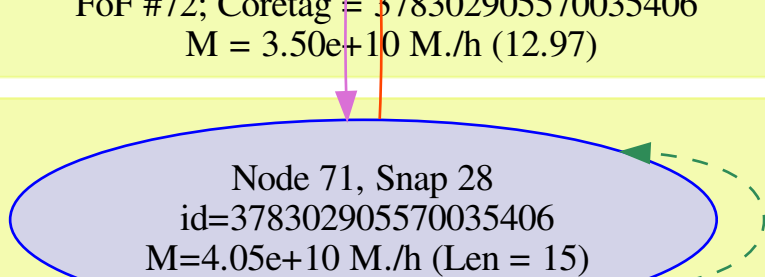 FoF #72; Coretag = 378302905570035406
M = 3.50e+10 M./h (12.97)
Node 71, Snap 28
id=378302905570035406
M=4.05e+10 M./h (Len = 15)